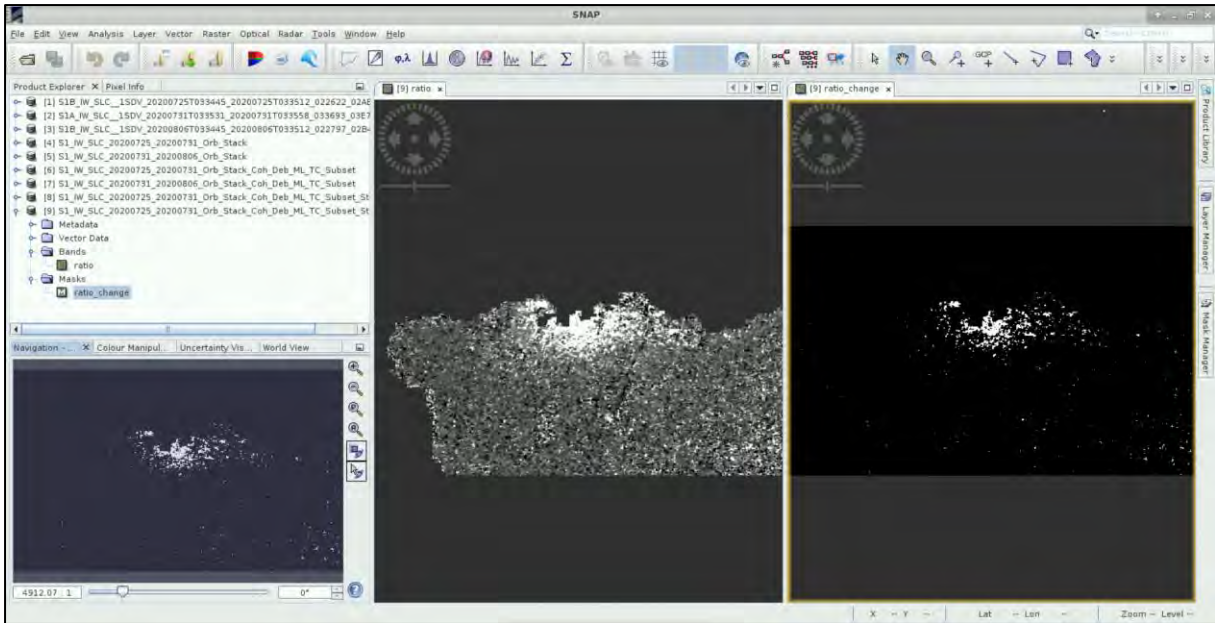 SNAP
File Edit View Analysis Layer Vector Raster Optical Radar Tools Window Help
φ,λ Σ GCP
Product Explorer × Pixel Info
[1] S1B_IW_SLC__1SDV_20200725T033445_20200725T033512_022622_02AE
[2] S1A_IW_SLC__1SDV_20200731T033531_20200731T033558_033693_03E7
[3] S1B_IW_SLC__1SDV_20200806T033445_20200806T033512_022797_02B
[4] S1_IW_SLC_20200725_20200731_Orb_Stack
[5] S1_IW_SLC_20200731_20200806_Orb_Stack
[6] S1_IW_SLC_20200725_20200731_Orb_Stack_Coh_Deb_ML_TC_Subset
[7] S1_IW_SLC_20200731_20200806_Orb_Stack_Coh_Deb_ML_TC_Subset
[8] S1_IW_SLC_20200725_20200731_Orb_Stack_Coh_Deb_ML_TC_Subset_St
[9] S1_IW_SLC_20200725_20200731_Orb_Stack_Coh_Deb_ML_TC_Subset_St
Metadata
Vector Data
Bands
ratio
Masks
ratio_change
Navigation -... × Colour Manipul... Uncertainty Vis... World View
4912.07 : 1
0°
[9] ratio ×
[9] ratio_change ×
Product Library
Layer Manager
Mask Manager
X -- Y -- Lat -- Lon -- Zoom -- Level --